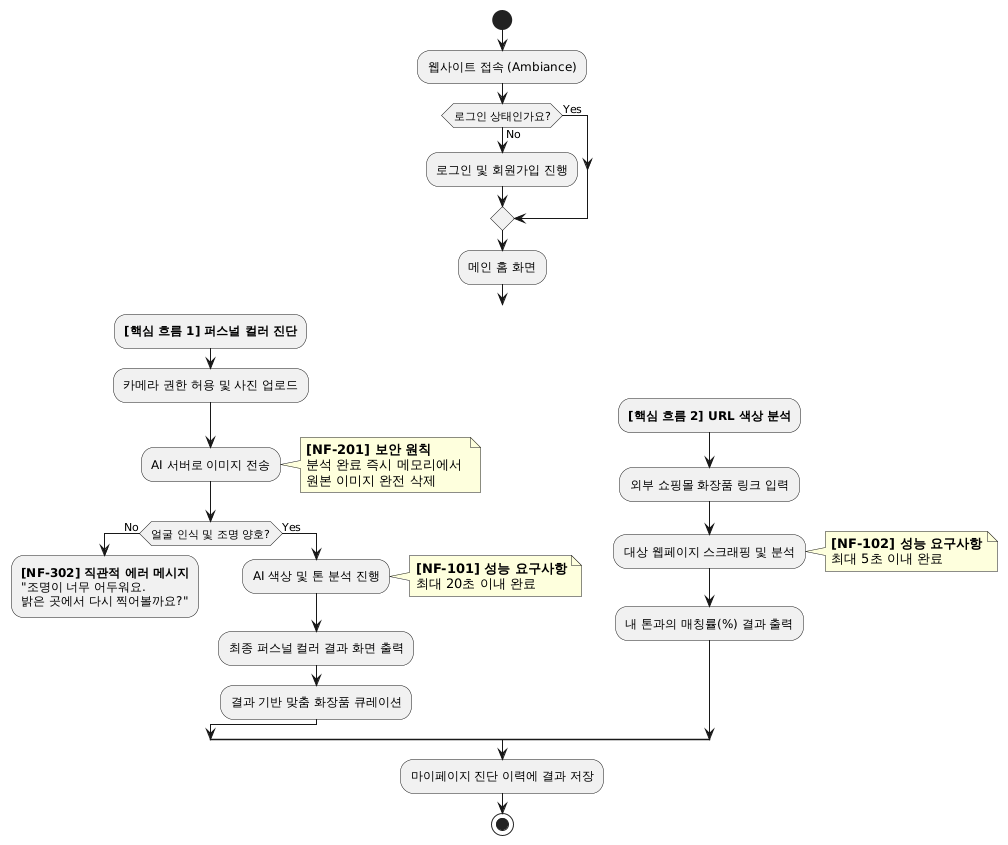 웹사이트 접속 (Ambiance)
로그인 상태인가요?
Yes
No
로그인 및 회원가입 진행
메인 홈 화면
[핵심 흐름 1] 퍼스널 컬러 진단
카메라 권한 허용 및 사진 업로드
AI 서버로 이미지 전송
[NF-201] 보안 원칙
분석 완료 즉시 메모리에서
원본 이미지 완전 삭제
얼굴 인식 및 조명 양호?
No
Yes
[NF-302] 직관적 에러 메시지
"조명이 너무 어두워요.
밝은 곳에서 다시 찍어볼까요?"
AI 색상 및 톤 분석 진행
[NF-101] 성능 요구사항
최대 20초 이내 완료
최종 퍼스널 컬러 결과 화면 출력
결과 기반 맞춤 화장품 큐레이션
[핵심 흐름 2] URL 색상 분석
외부 쇼핑몰 화장품 링크 입력
대상 웹페이지 스크래핑 및 분석
[NF-102] 성능 요구사항
최대 5초 이내 완료
내 톤과의 매칭률(%) 결과 출력
마이페이지 진단 이력에 결과 저장